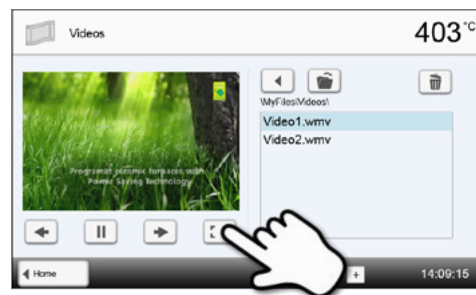 Videos
403°C
\MyFiles\Videos\
Video1.wmv
Video2.wmv
Programat ceramic furnaces with
Power Saving Technology
Home
+
14:09:15